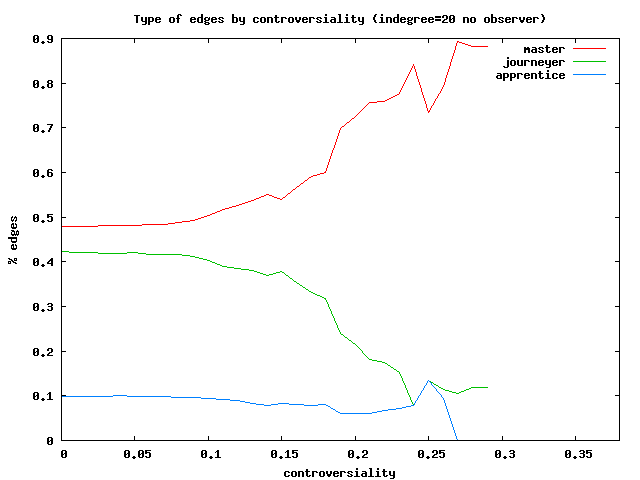 Type of edges by controversiality (indegree=20 no observer)
master
journeyer
apprentice
% edges
0.9
0.8
0.7
0.6
0.5
0.4
0.3
0.2
0.1
0
0 0.05 0.1 0.15 0.2 0.25 0.3 0.35
controversiality